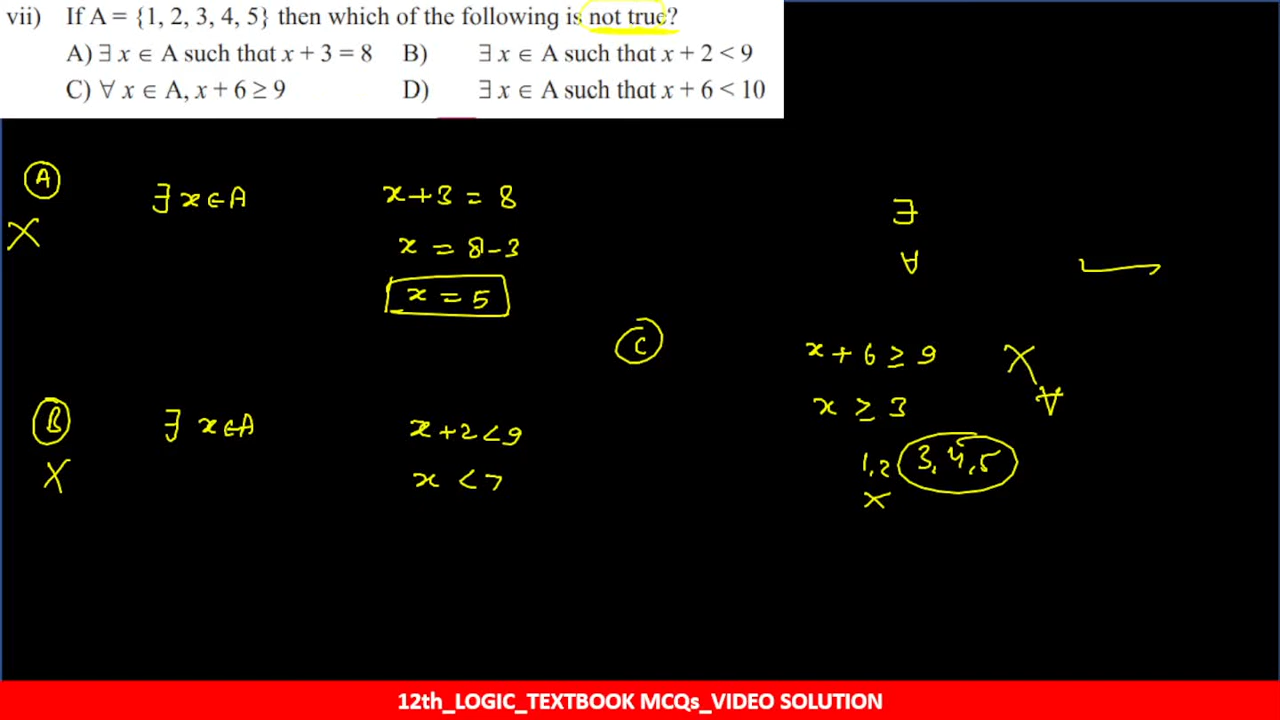 vii) If A = {1, 2, 3, 4, 5} then which of the following is not true?
A) ∃ x ∈ A such that x + 3 = 8 B) ∃ x ∈ A such that x + 2 < 9
C) ∀ x ∈ A, x + 6 ≥ 9 D) ∃ x ∈ A such that x + 6 < 10
A ∃ x ∈ A x + 3 = 8
X
x = 8 - 3
x = 5
∃
∀
C x + 6 ≥ 9 X
∀
x ≥ 3
1, 2 3, 4, 5
X
B ∃ x ∈ A x + 2 < 9
X
x < 7
12th_LOGIC_TEXTBOOK MCQs_VIDEO SOLUTION